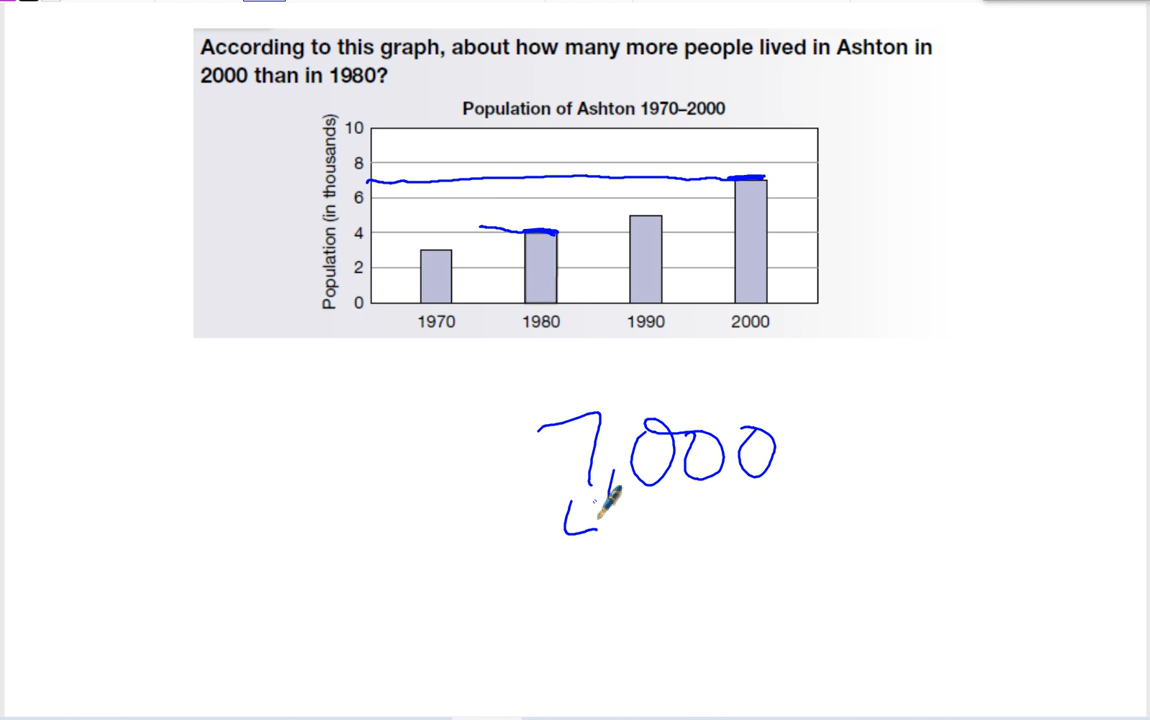 According to this graph, about how many more people lived in Ashton in
2000 than in 1980?
Population of Ashton 1970–2000
Population (in thousands)
10
8
6
4
2
0
1970 1980 1990 2000
7,000